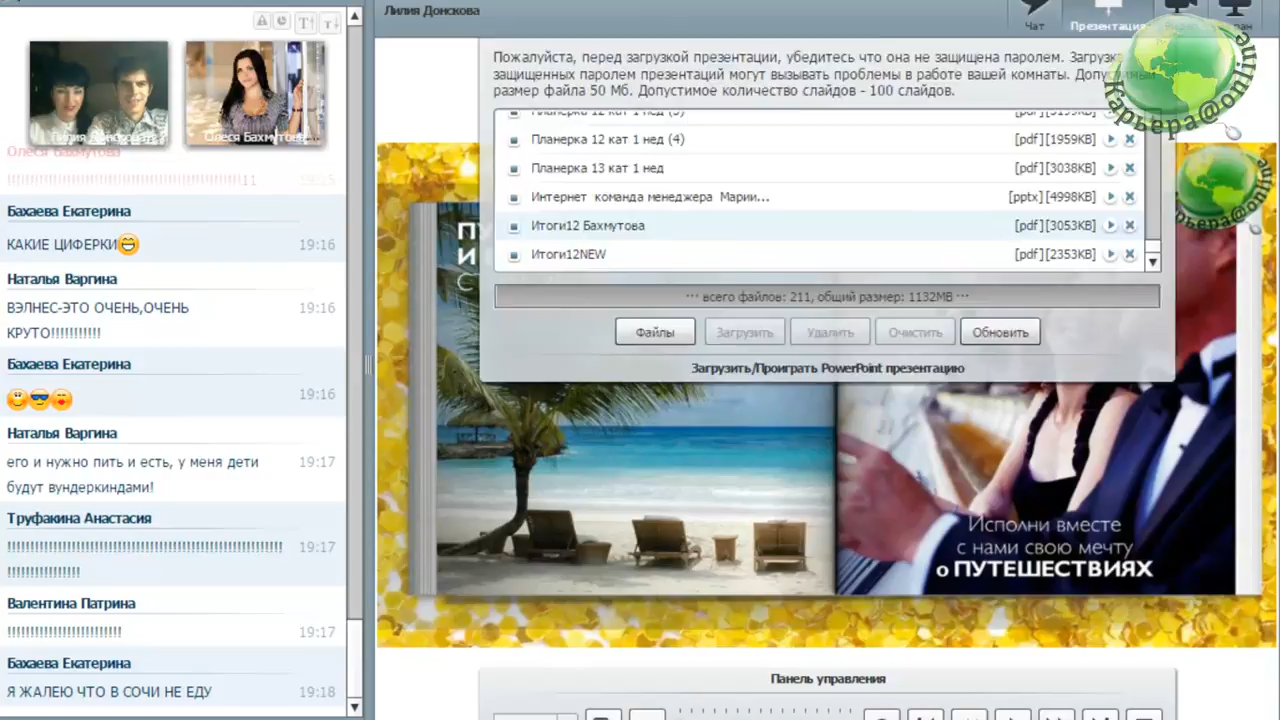 Лилия Донскова
Чат
Презентация
Олеся Бахмутова
Олеся Бахмутова
!!!!!!!!!!!!!!!!!!!!!!!!!!!!!!!!!!!!!!!!!!!!!!!!!!!11
Бахаева Екатерина
КАКИЕ ЦИФЕРКИ 19:16
Наталья Варгина
ВЭЛНЕС-ЭТО ОЧЕНЬ,ОЧЕНЬ 19:16
КРУТО!!!!!!!!!!!
Бахаева Екатерина
19:16
Наталья Варгина
его и нужно пить и есть, у меня дети 19:17
будут вундеркиндами!
Труфакина Анастасия
!!!!!!!!!!!!!!!!!!!!!!!!!!!!!!!!!!!!!!!!!!!!!!!!!!!!!!!!!!!! 19:17
!!!!!!!!!!!!!!!!
Валентина Патрина
!!!!!!!!!!!!!!!!!!!!!!!!! 19:17
Бахаева Екатерина
Я ЖАЛЕЮ ЧТО В СОЧИ НЕ ЕДУ 19:18
Пожалуйста, перед загрузкой презентации, убедитесь что она не защищена паролем. Загрузка
защищенных паролем презентаций могут вызывать проблемы в работе вашей комнаты. Допустимый
размер файла 50 Мб. Допустимое количество слайдов - 100 слайдов.
Планерка 12 кат 1 нед (4) [pdf][1959KB]
Планерка 13 кат 1 нед [pdf][3038KB]
Интернет команда менеджера Марии... [pptx][4998KB]
Итоги12 Бахмутова [pdf][3053KB]
Итоги12NEW [pdf][2353KB]
··· всего файлов: 211, общий размер: 1132MB ···
Файлы Загрузить Удалить Очистить Обновить
Загрузить/Проиграть PowerPoint презентацию
Карьера@online
Исполни вместе
с нами свою мечту
о ПУТЕШЕСТВИЯХ
Панель управления